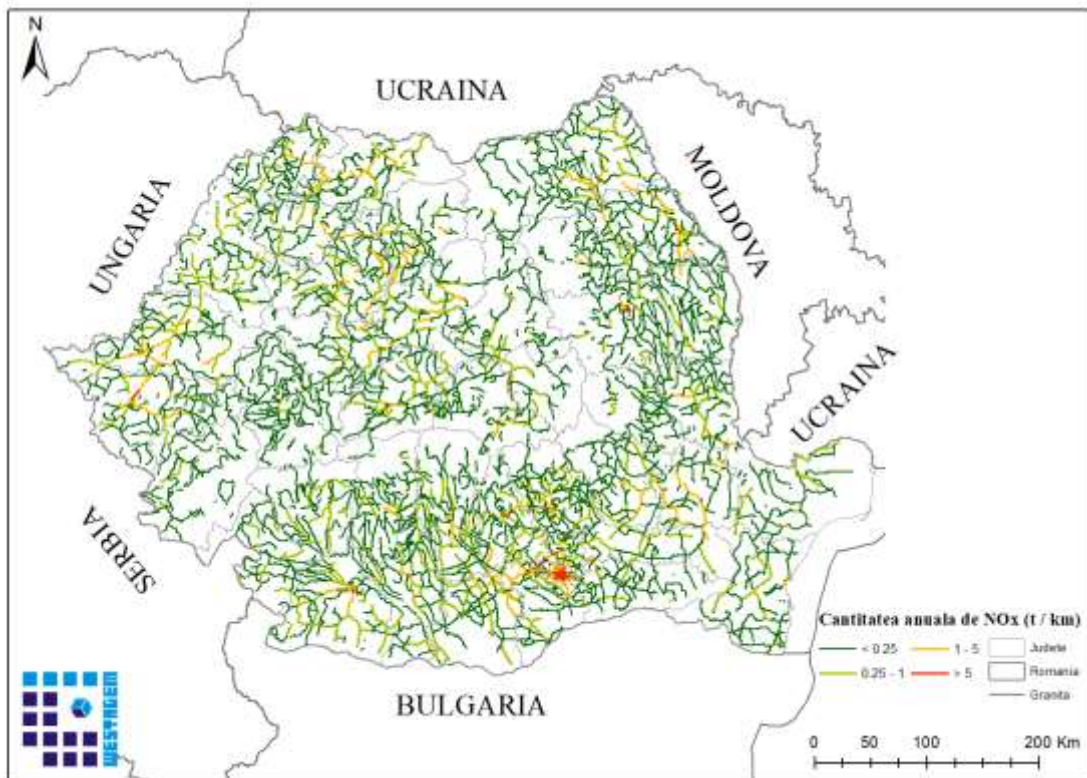 N
UCRAINA
UNGARIA
MOLDOVA
UCRAINA
SERBIA
BULGARIA
Cantitatea anuala de NOx (t / km)
< 0.25
1 - 5
Judete
0.25 - 1
> 5
Romania
Granita
0 50 100 200 Km
WESTAGEM